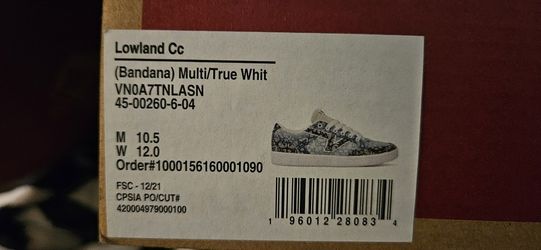 Lowland Cc
(Bandana) Multi/True Whit
VN0A7TNLASN
45-00260-6-04
M 10.5
W 12.0
Order#1000156160001090
FSC - 12/21
CPSIA PO/CUT#
420004979000100
1 96012 28083 4